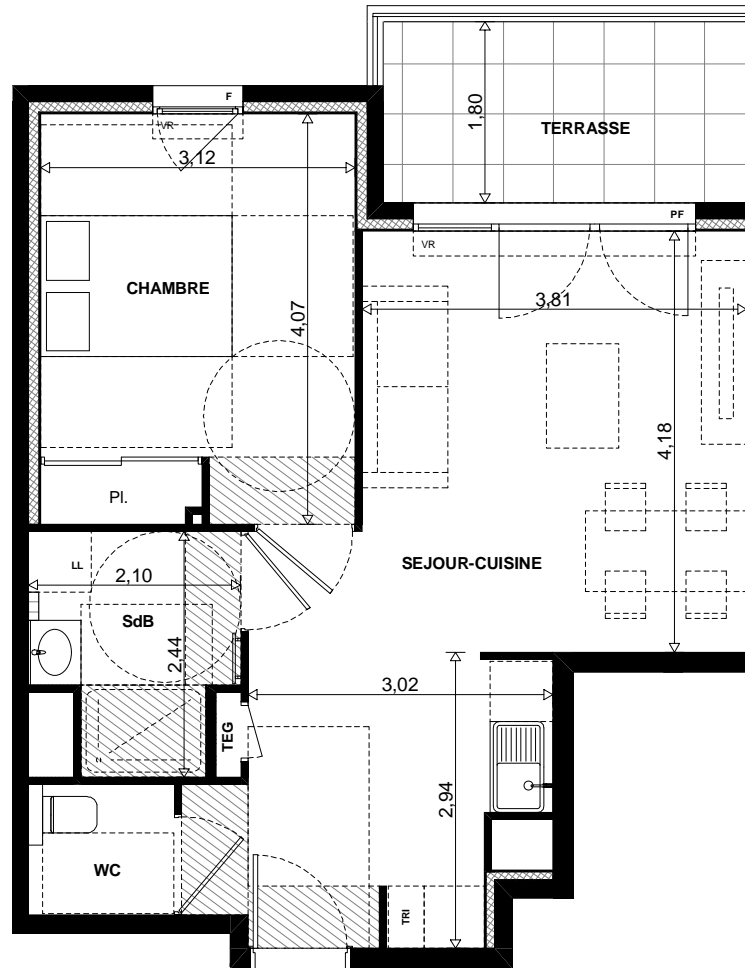 F
VR
1,80
TERRASSE
3,12
PF
VR
CHAMBRE
4,07
3,81
4,18
Pl.
SEJOUR-CUISINE
LL
2,10
SdB
2,44
3,02
TEG
2,94
WC
TRI